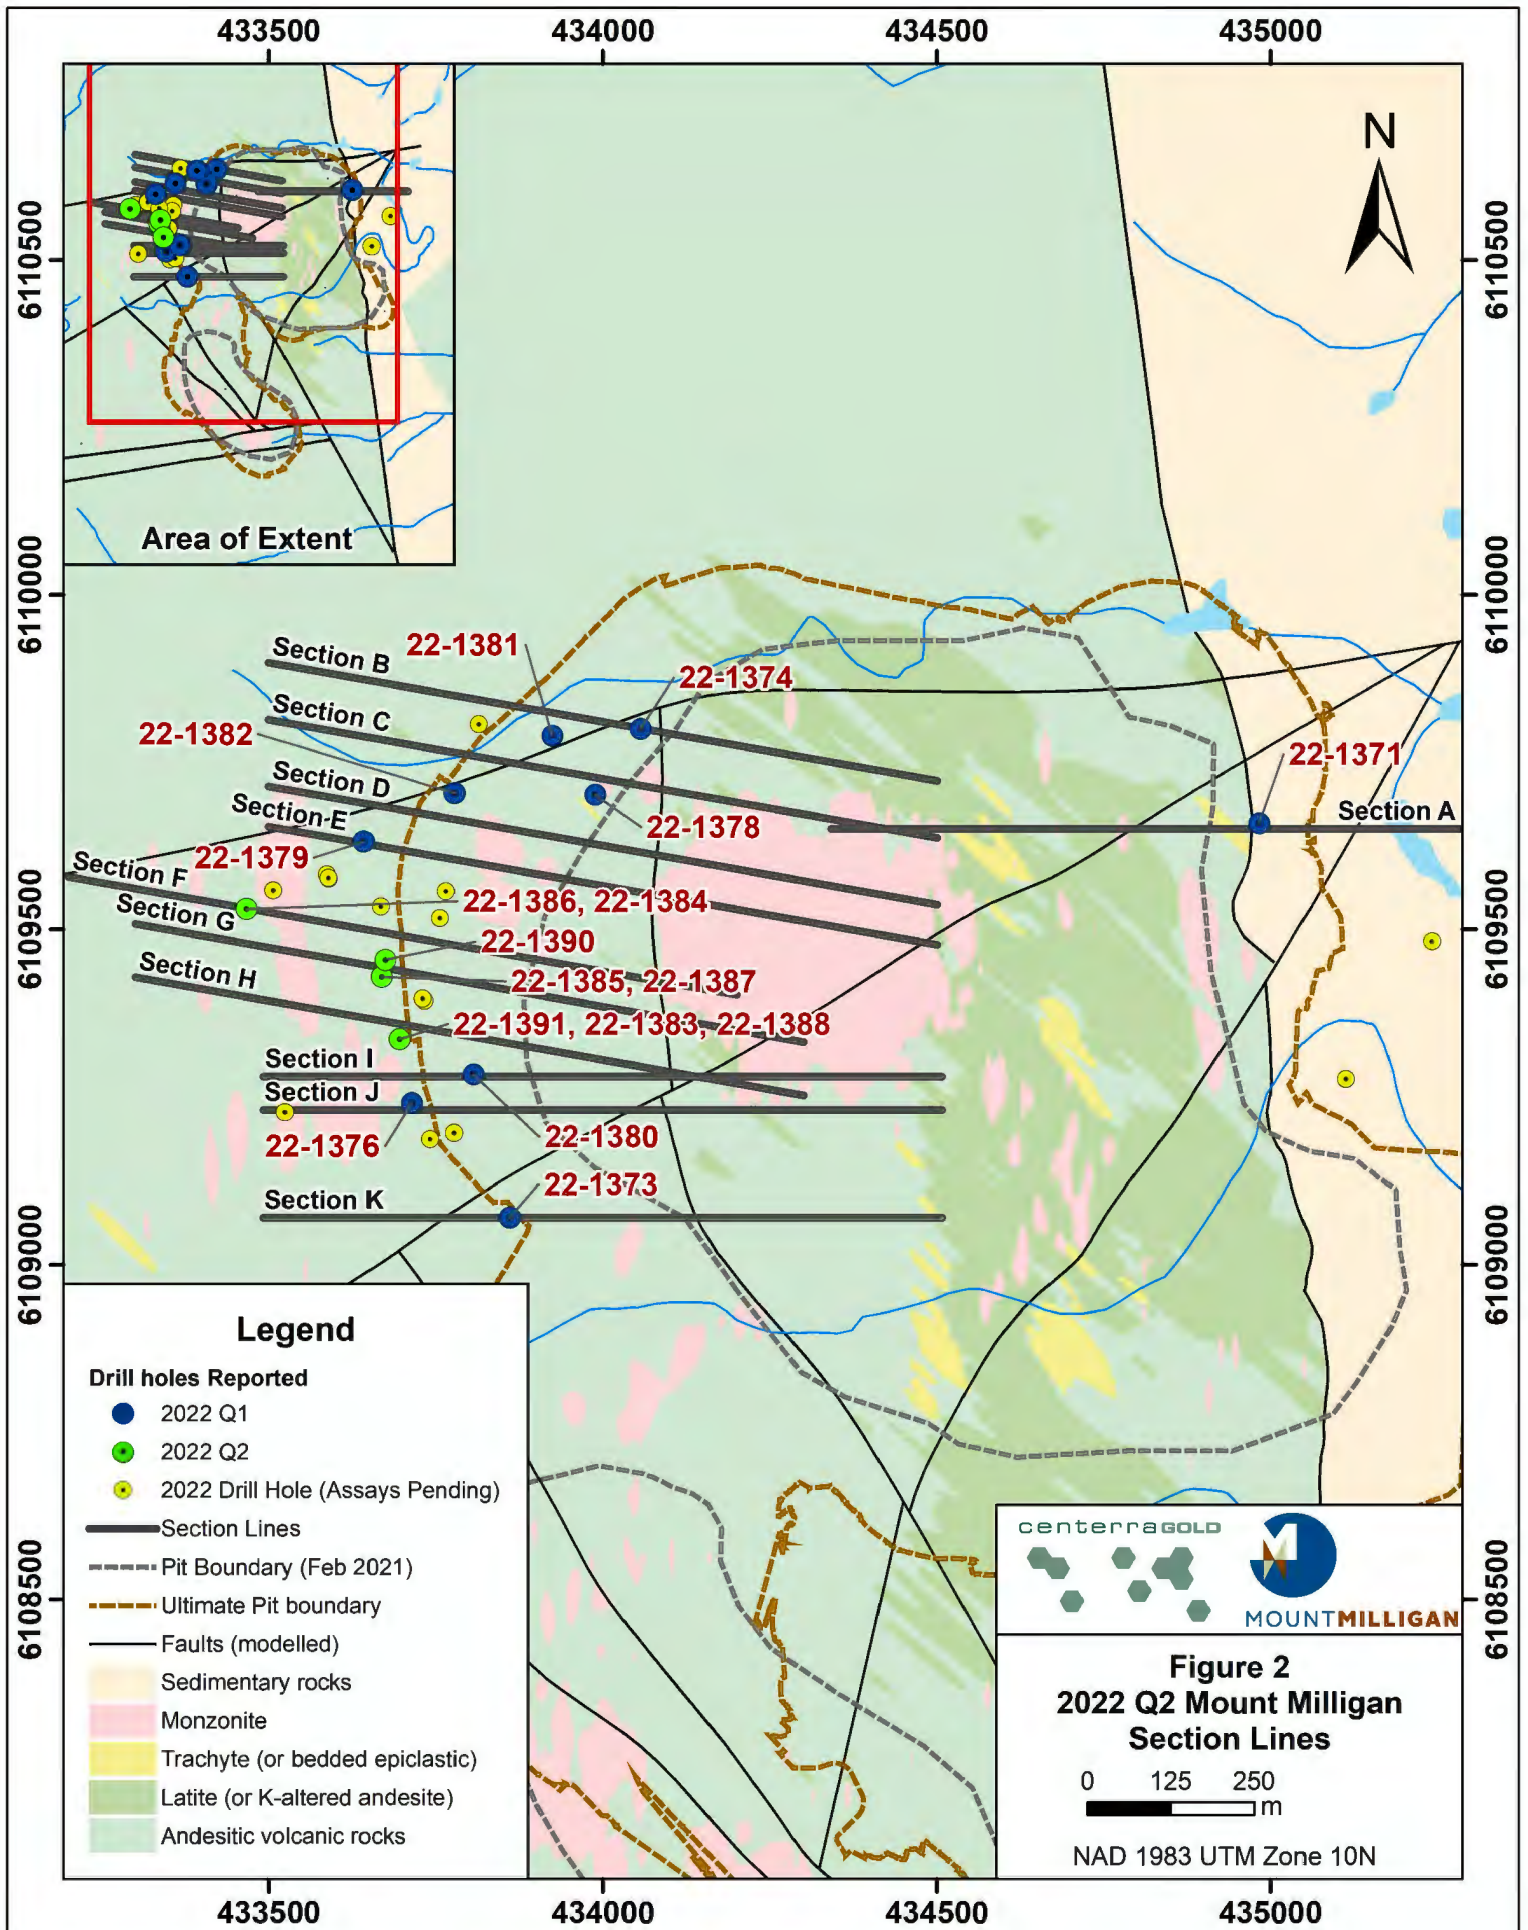 433500 434000 434500 435000
N
6110500
6110500
Area of Extent
6110000
6110000
Section B
22-1381
22-1374
Section C
22-1382
22-1371
Section D
Section E
22-1378
Section A
22-1379
Section F
22-1386, 22-1384
6109500
6109500
Section G
22-1390
Section H
22-1385, 22-1387
22-1391, 22-1383, 22-1388
Section I
Section J
22-1376
22-1380
22-1373
Section K
6109000
6109000
Legend
Drill holes Reported
2022 Q1
2022 Q2
2022 Drill Hole (Assays Pending)
Section Lines
Pit Boundary (Feb 2021)
Ultimate Pit boundary
Faults (modelled)
Sedimentary rocks
Monzonite
Trachyte (or bedded epiclastic)
Latite (or K-altered andesite)
Andesitic volcanic rocks
6108500
6108500
centerraGOLD
M
MOUNTMILLIGAN
Figure 2
2022 Q2 Mount Milligan
Section Lines
0 125 250
m
NAD 1983 UTM Zone 10N
433500 434000 434500 435000